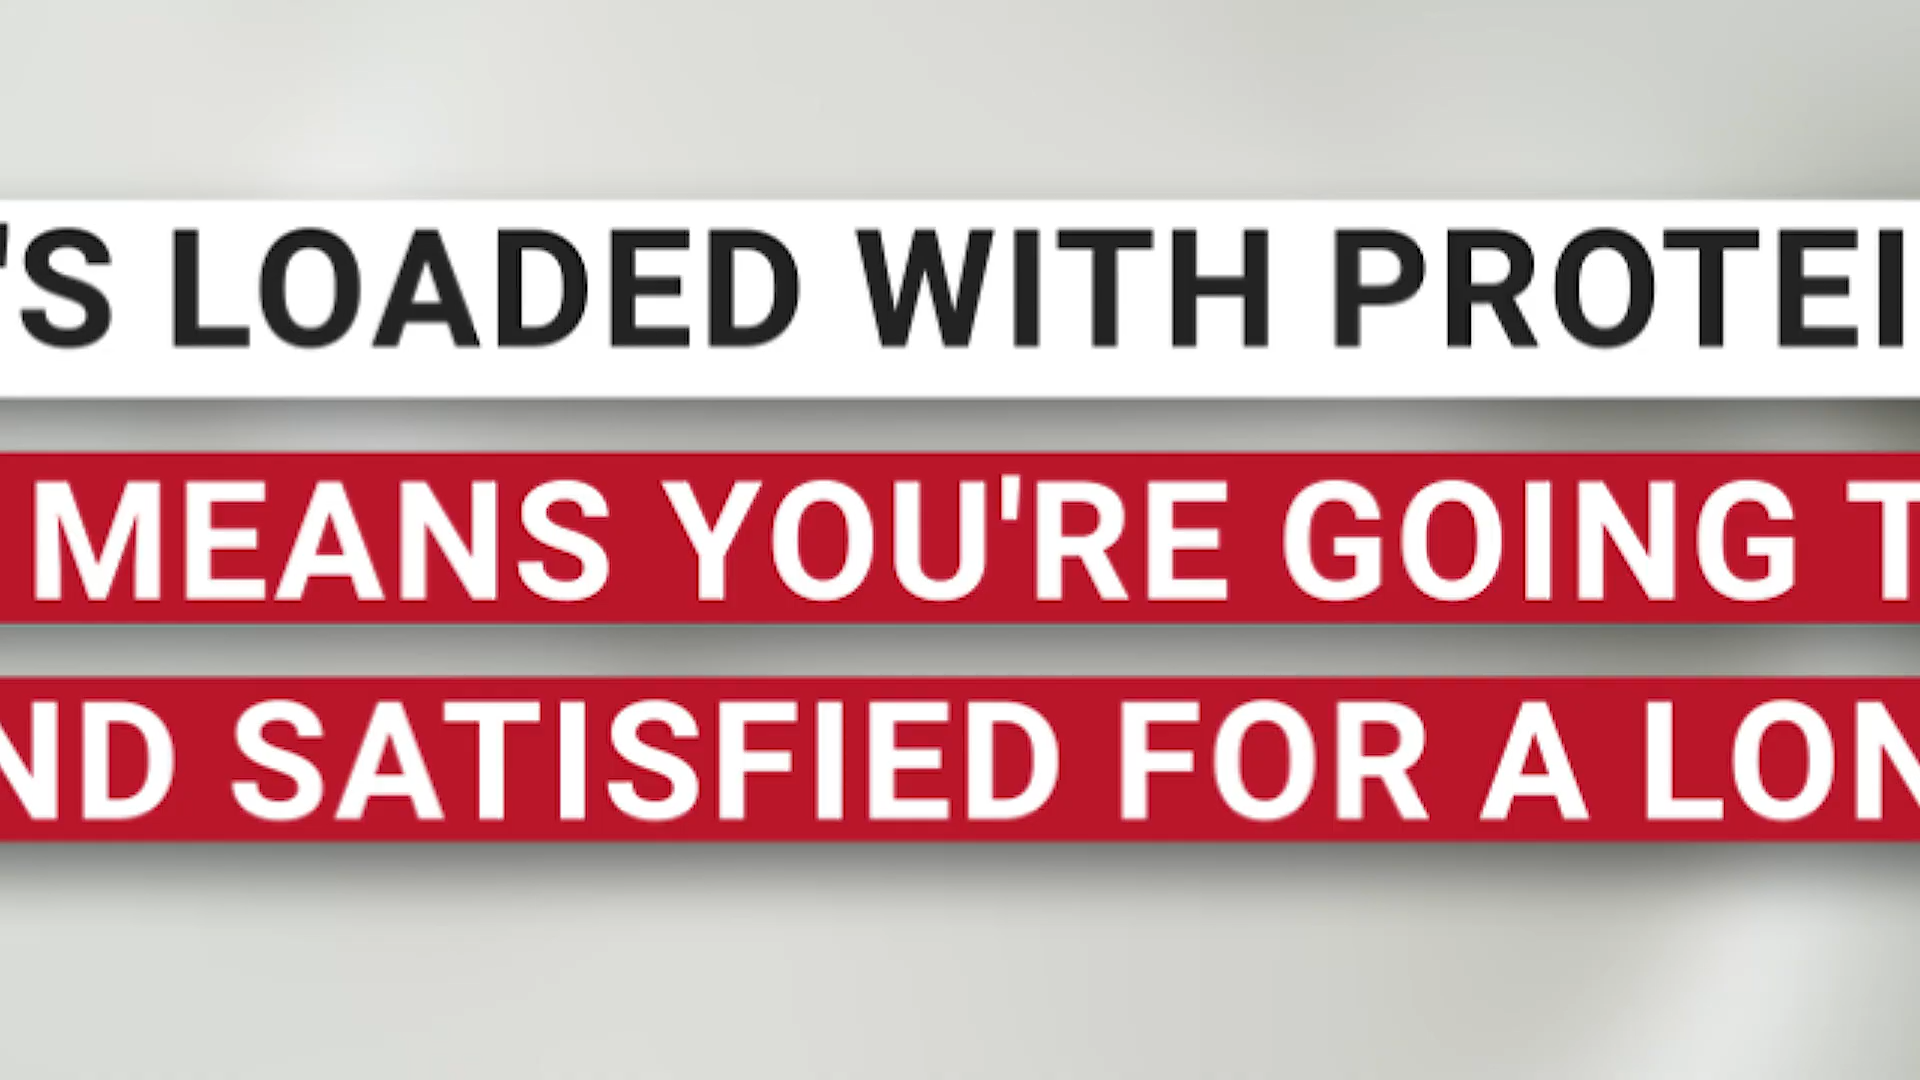 'S LOADED WITH PROTEI
MEANS YOU'RE GOING T
ND SATISFIED FOR A LON